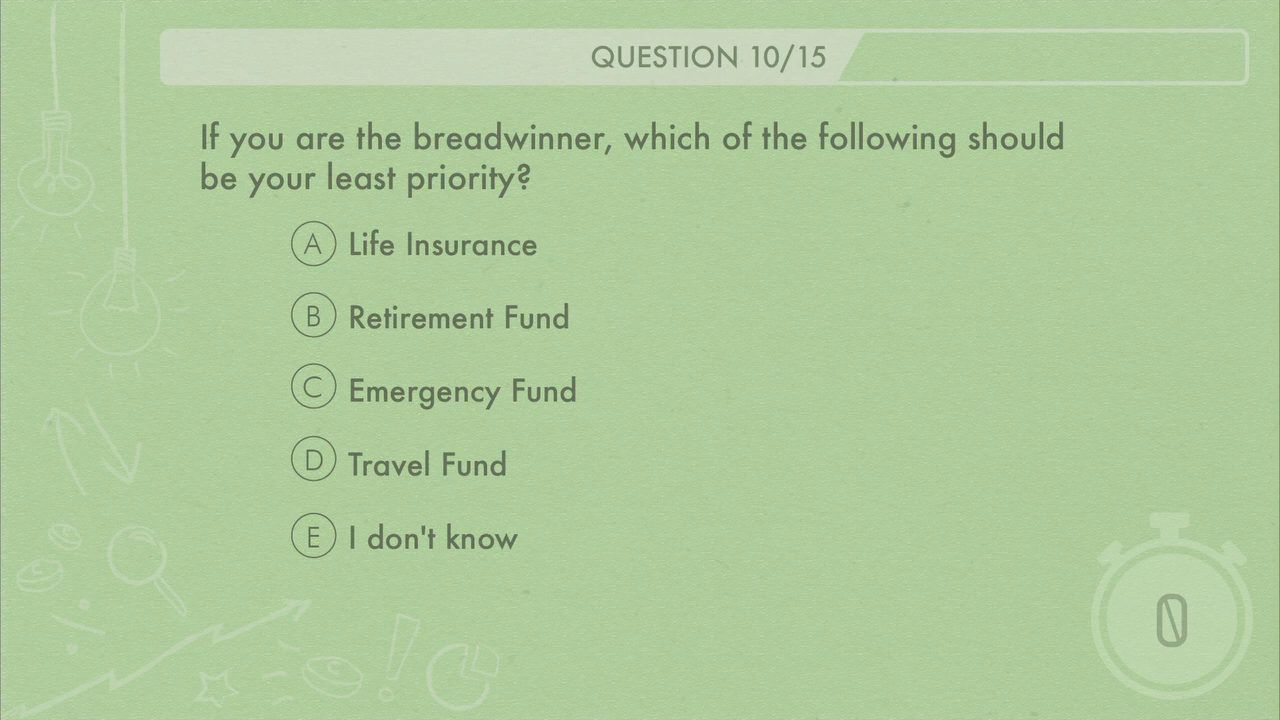 QUESTION 10/15
If you are the breadwinner, which of the following should
be your least priority?
A Life Insurance
B Retirement Fund
C Emergency Fund
D Travel Fund
E I don't know
0